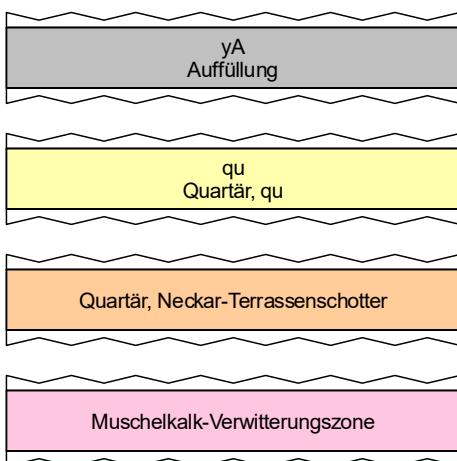 yA
Auffüllung
qu
Quartär, qu
Quartär, Neckar-Terrassenschotter
Muschelkalk-Verwitterungszone